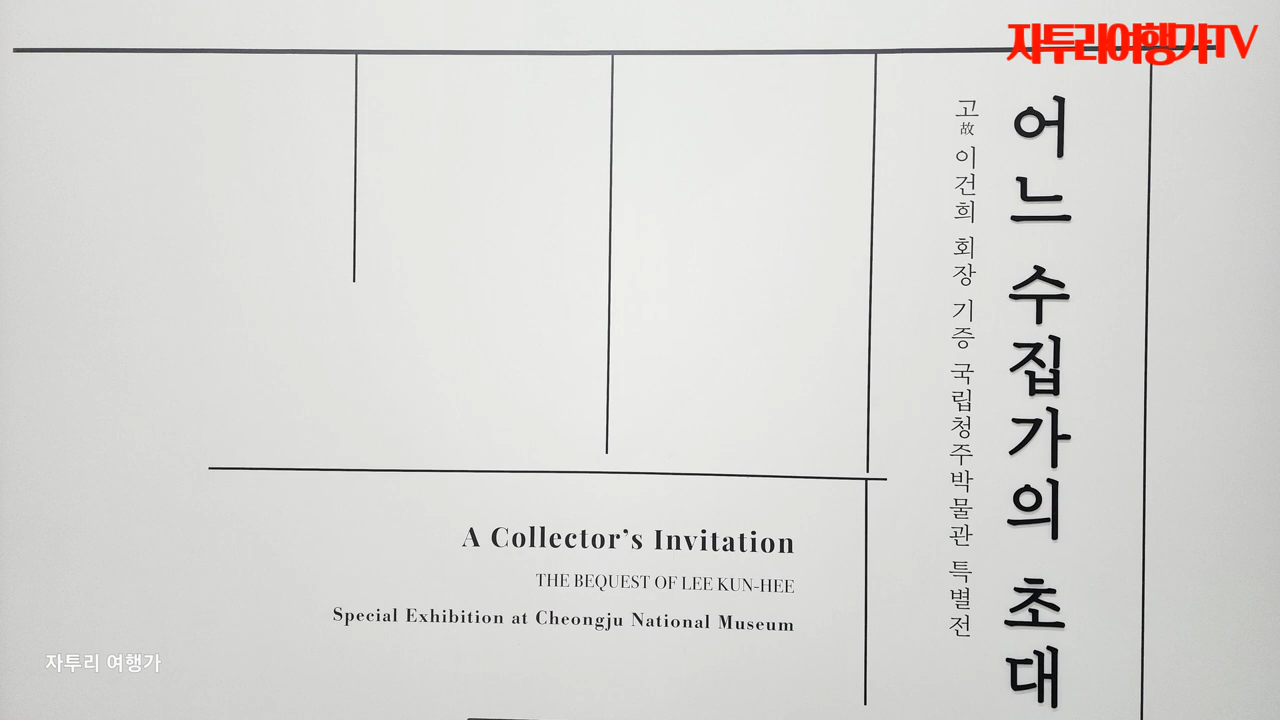 자투리여행가TV
어느 수집가의 초대
고故 이건희 회장 기증 국립청주박물관 특별전
A Collector's Invitation
THE BEQUEST OF LEE KUN-HEE
Special Exhibition at Cheongju National Museum
자투리 여행가